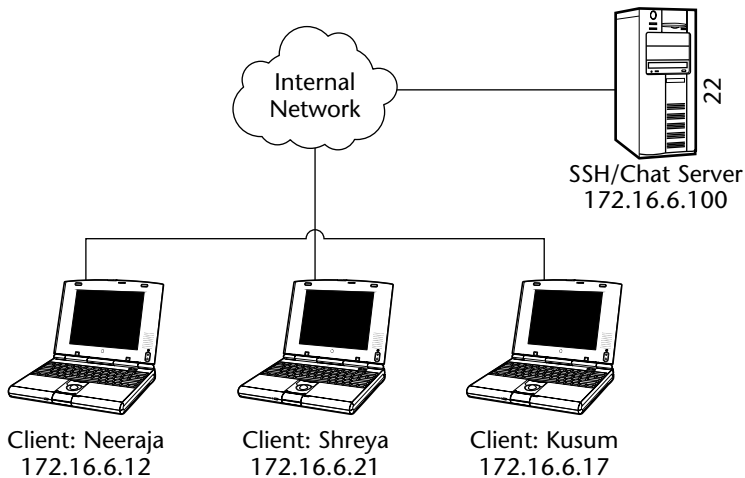 Internal
Network
22
SSH/Chat Server
172.16.6.100
Client: Neeraja
172.16.6.12
Client: Shreya
172.16.6.21
Client: Kusum
172.16.6.17